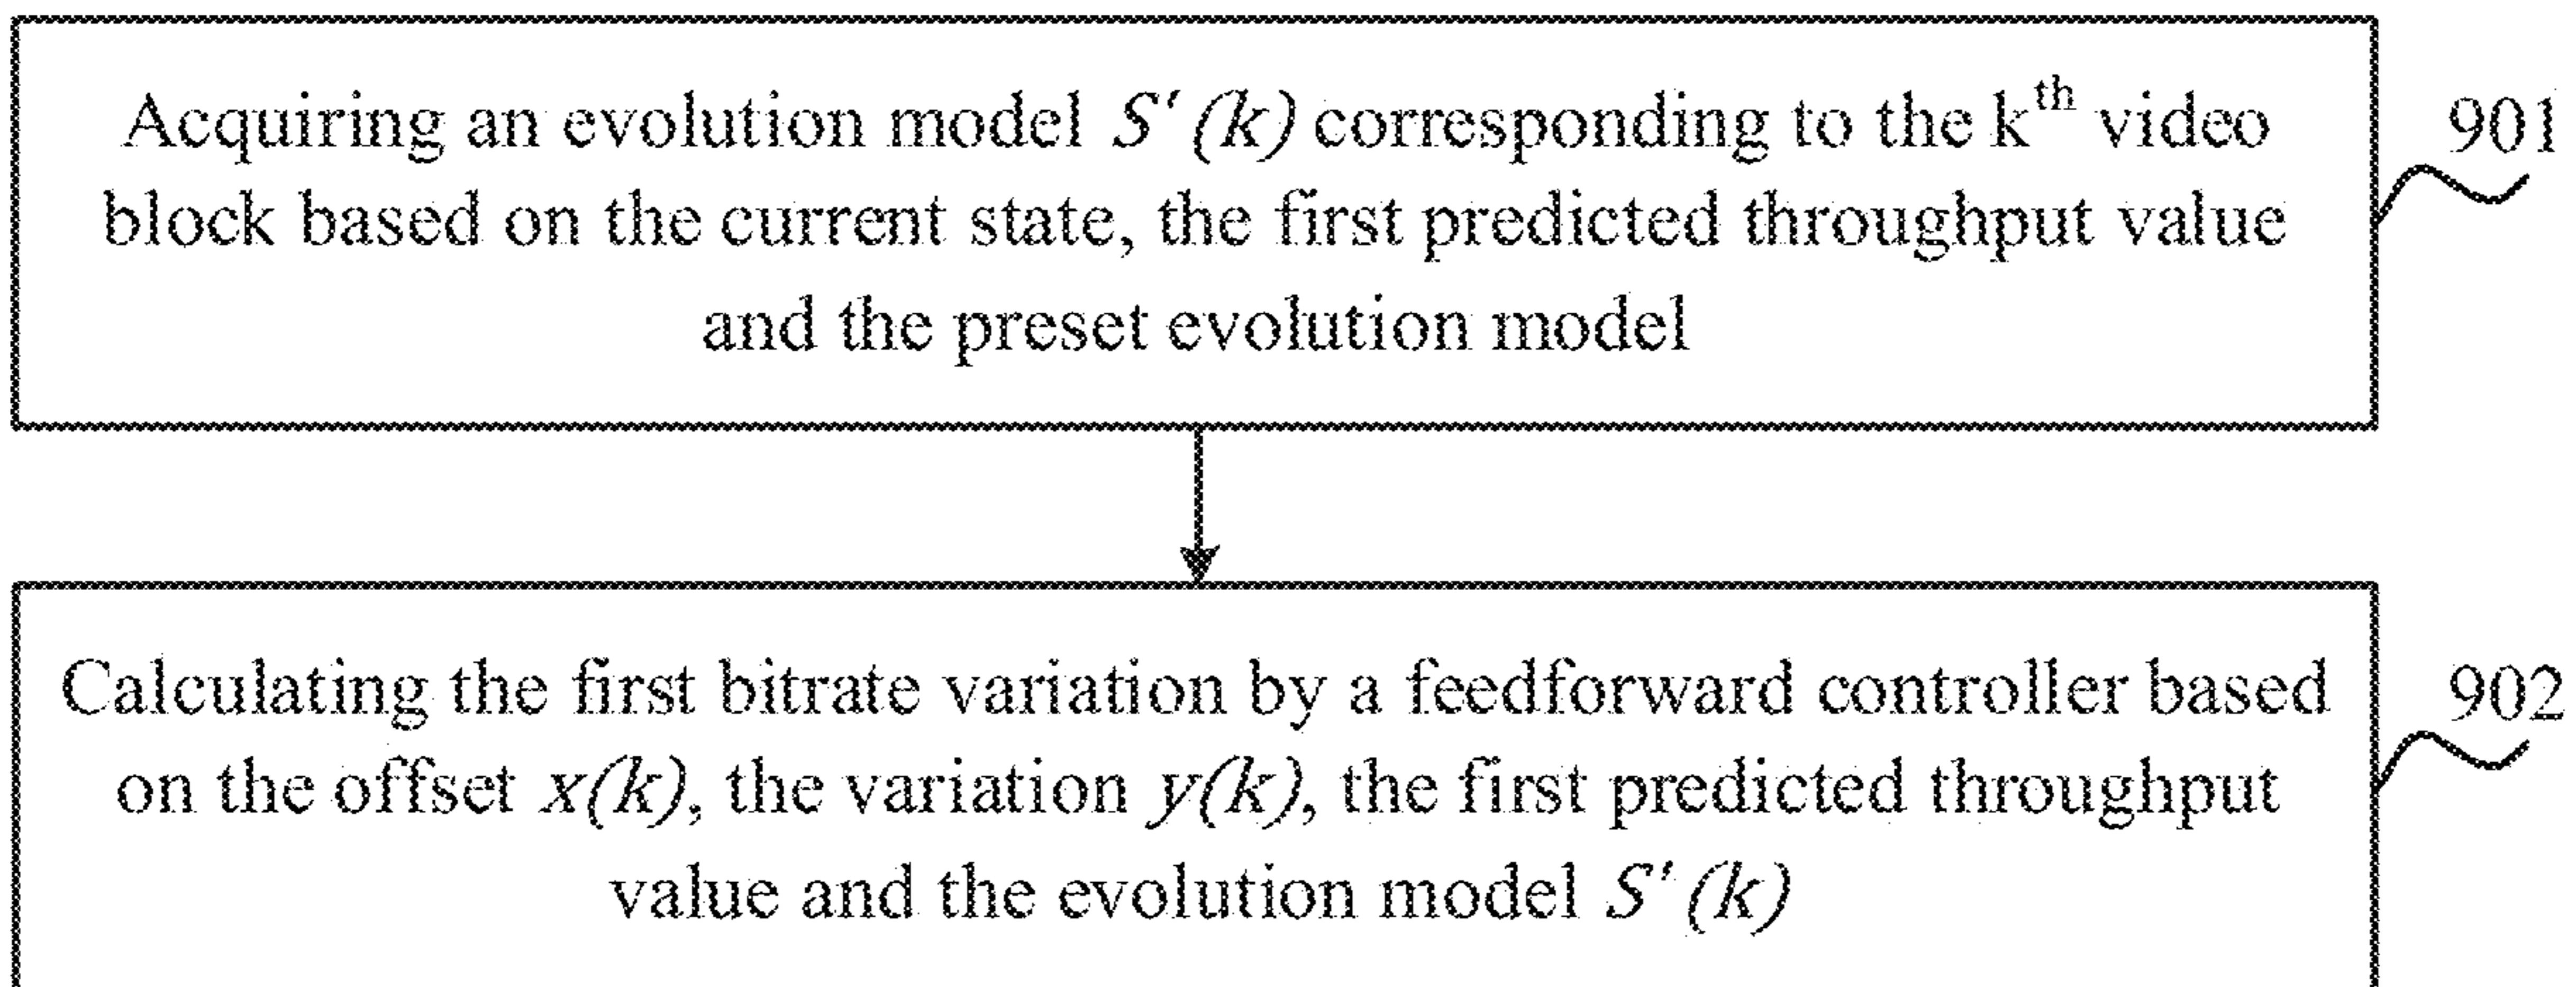 Acquiring an evolution model S'(k) corresponding to the kth video
901
block based on the current state, the first predicted throughput value
and the preset evolution model
Calculating the first bitrate variation by a feedforward controller based
902
on the offset x(k), the variation y(k), the first predicted throughput
value and the evolution model S'(k)